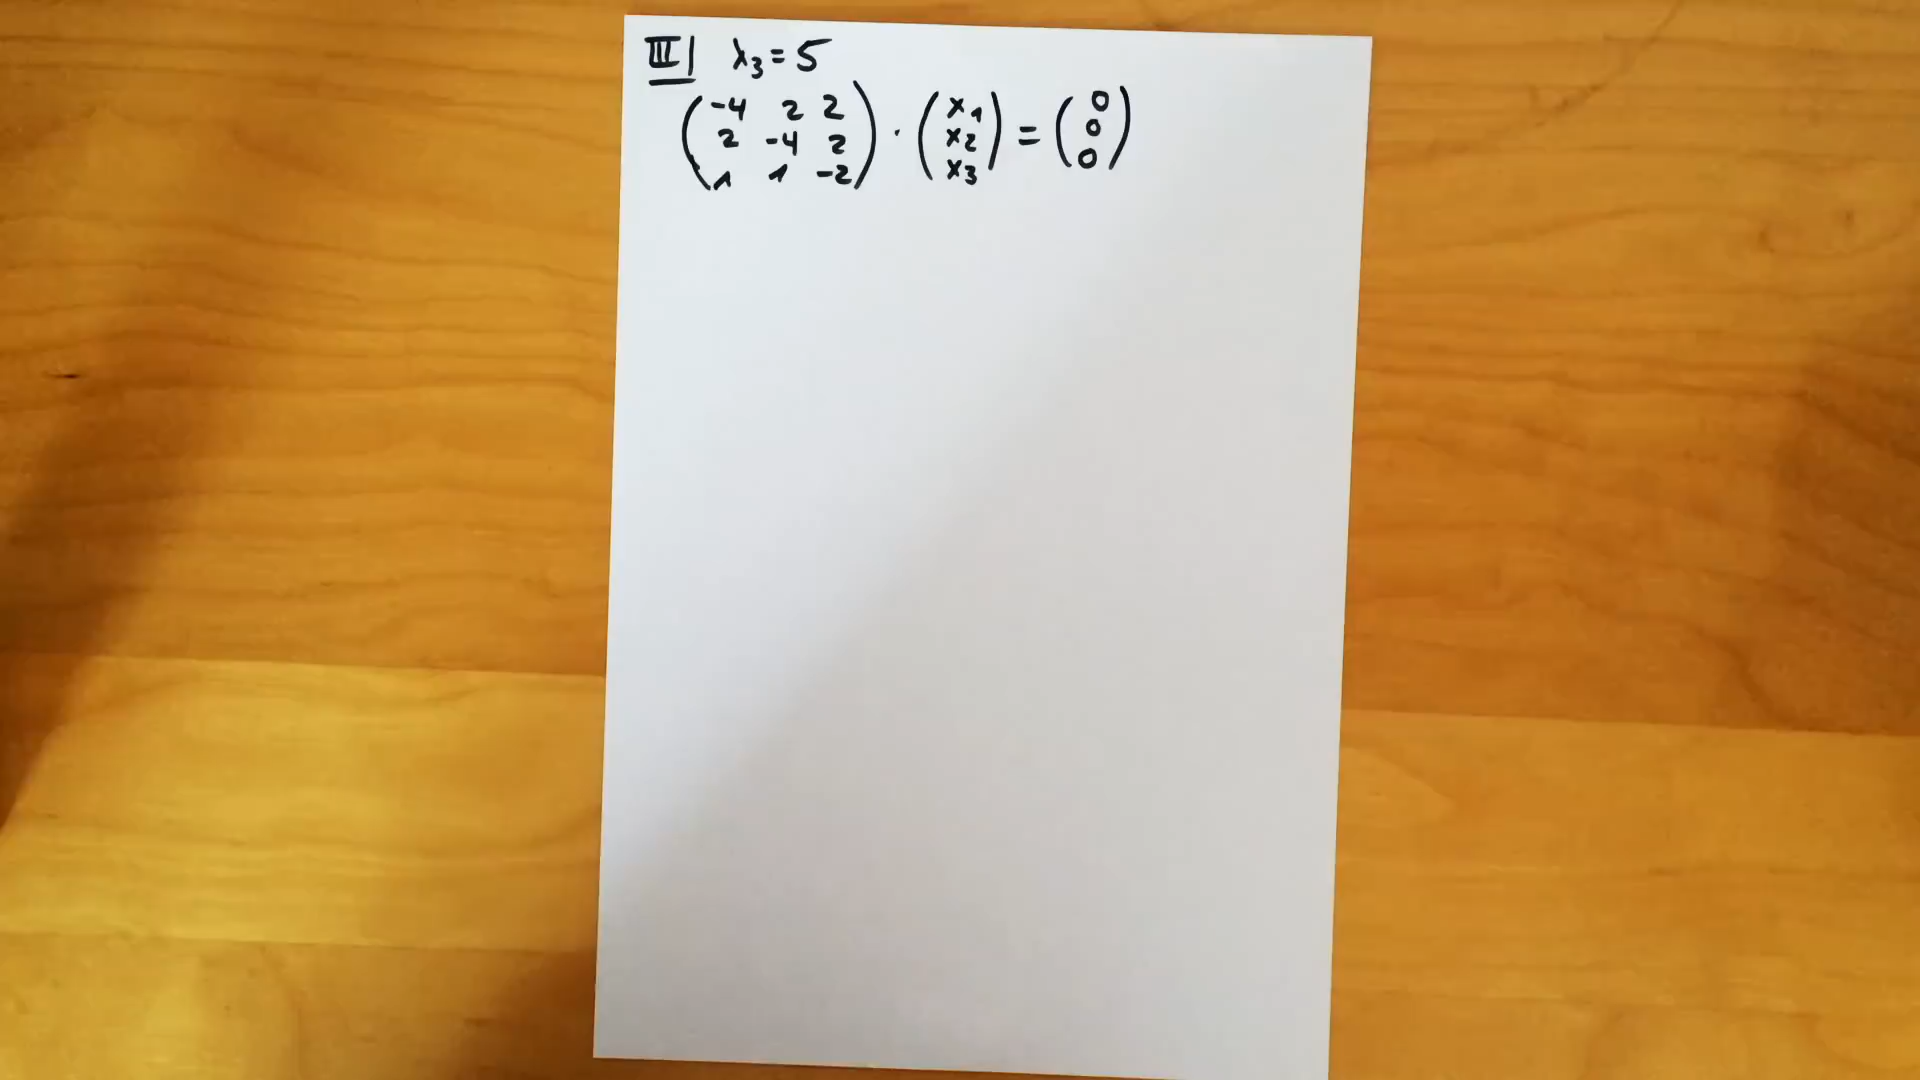 III| λ₃ = 5
(-4 2 2) (x₁) (0)
(2 -4 2) · (x₂) = (0)
(1 1 -2) (x₃) (0)